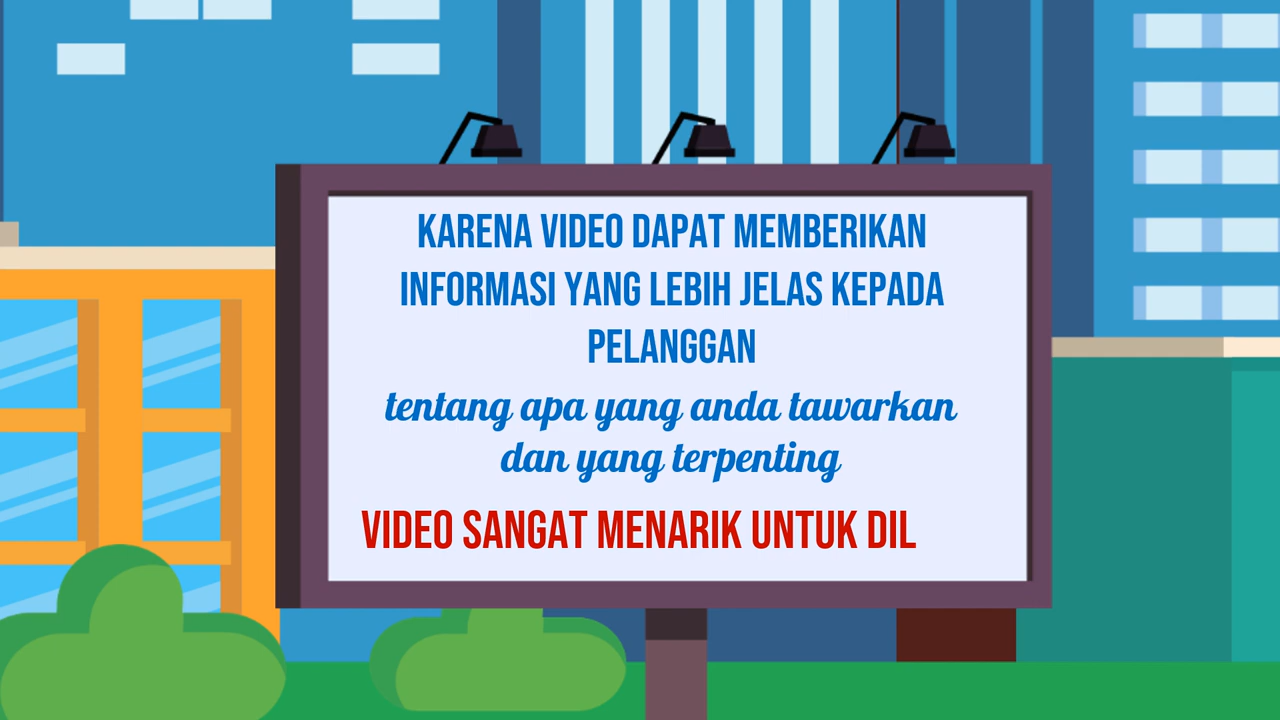 KARENA VIDEO DAPAT MEMBERIKAN
INFORMASI YANG LEBIH JELAS KEPADA
PELANGGAN
tentang apa yang anda tawarkan
dan yang terpenting
VIDEO SANGAT MENARIK UNTUK DIL